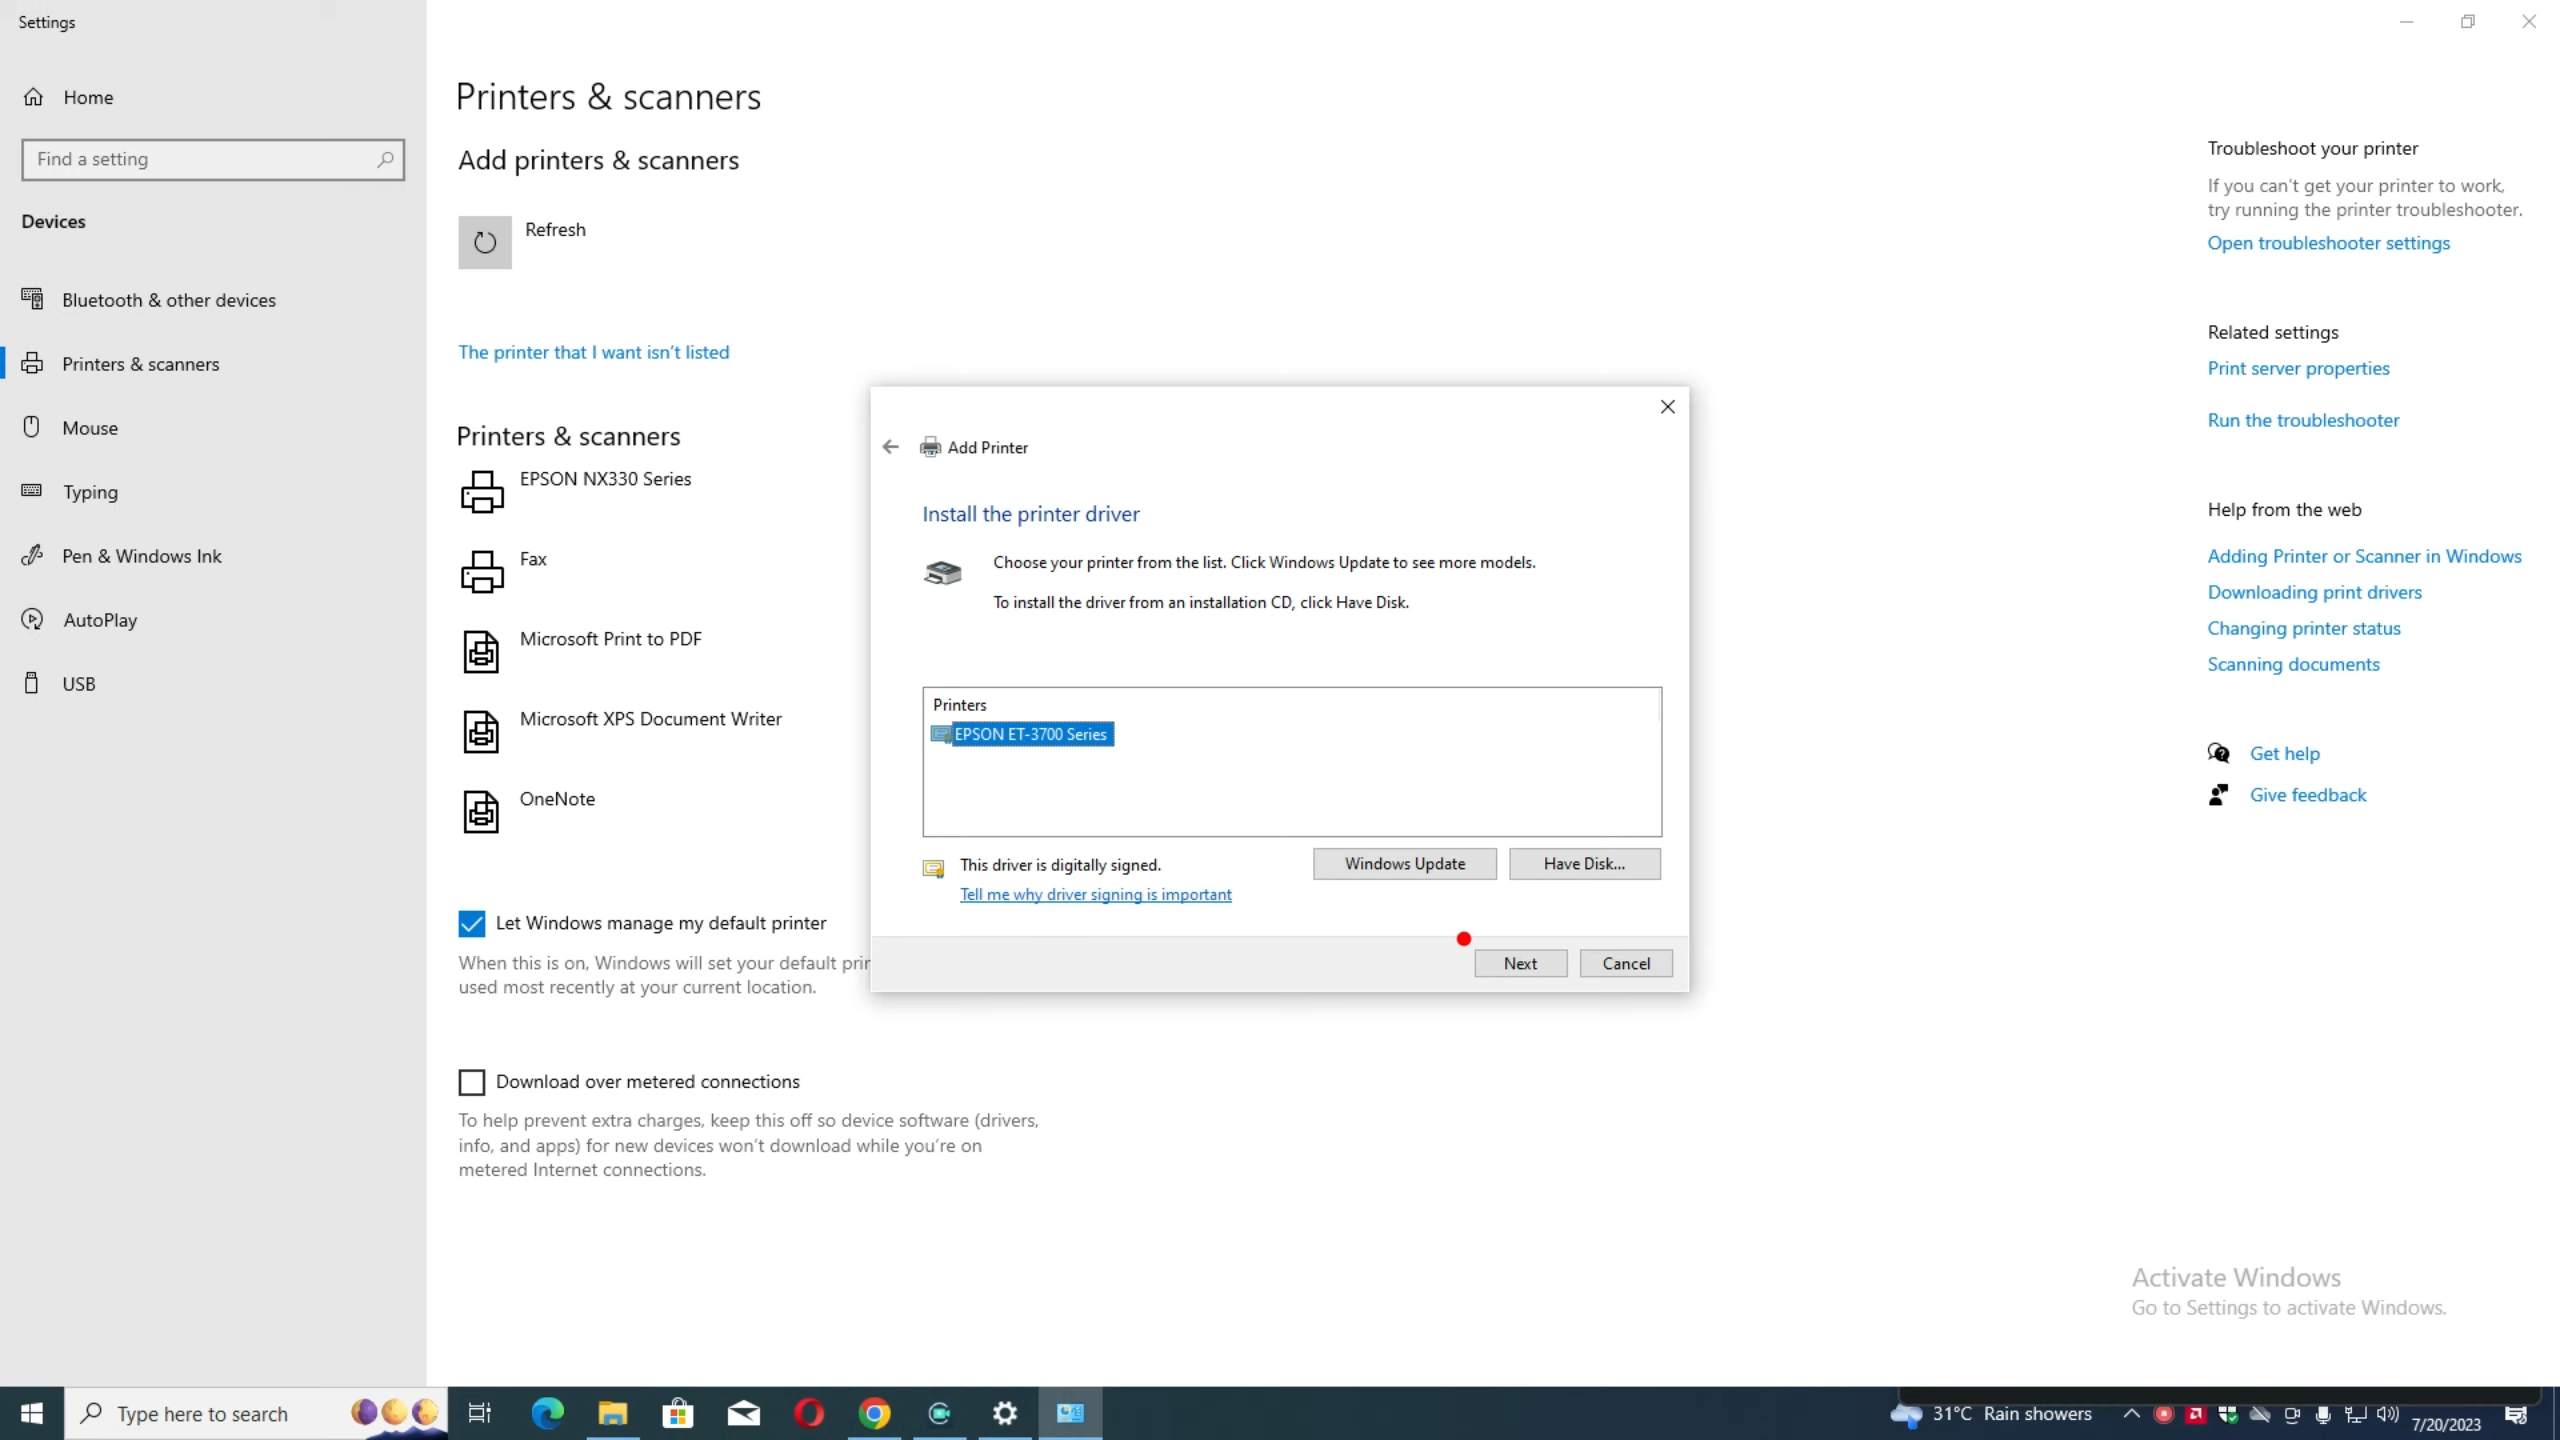 Settings
Home
Find a setting
Devices
Bluetooth & other devices
Printers & scanners
Mouse
Typing
Pen & Windows Ink
AutoPlay
USB
Printers & scanners
Add printers & scanners
Refresh
The printer that I want isn't listed
Printers & scanners
EPSON NX330 Series
Fax
Microsoft Print to PDF
Microsoft XPS Document Writer
OneNote
Let Windows manage my default printer
When this is on, Windows will set your default prin
used most recently at your current location.
Download over metered connections
To help prevent extra charges, keep this off so device software (drivers,
info, and apps) for new devices won't download while you're on
metered Internet connections.
Add Printer
Install the printer driver
Choose your printer from the list. Click Windows Update to see more models.
To install the driver from an installation CD, click Have Disk.
Printers
EPSON ET-3700 Series
This driver is digitally signed.
Tell me why driver signing is important
Windows Update
Have Disk...
Next
Cancel
Troubleshoot your printer
If you can't get your printer to work,
try running the printer troubleshooter.
Open troubleshooter settings
Related settings
Print server properties
Run the troubleshooter
Help from the web
Adding Printer or Scanner in Windows
Downloading print drivers
Changing printer status
Scanning documents
Get help
Give feedback
Activate Windows
Go to Settings to activate Windows.
Type here to search
31°C Rain showers
7/20/2023